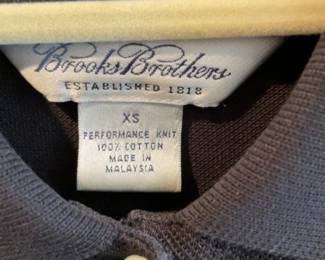 Brooks Brothers
ESTABLISHED 1818
XS
PERFORMANCE KNIT
100% COTTON
MADE IN
MALAYSIA